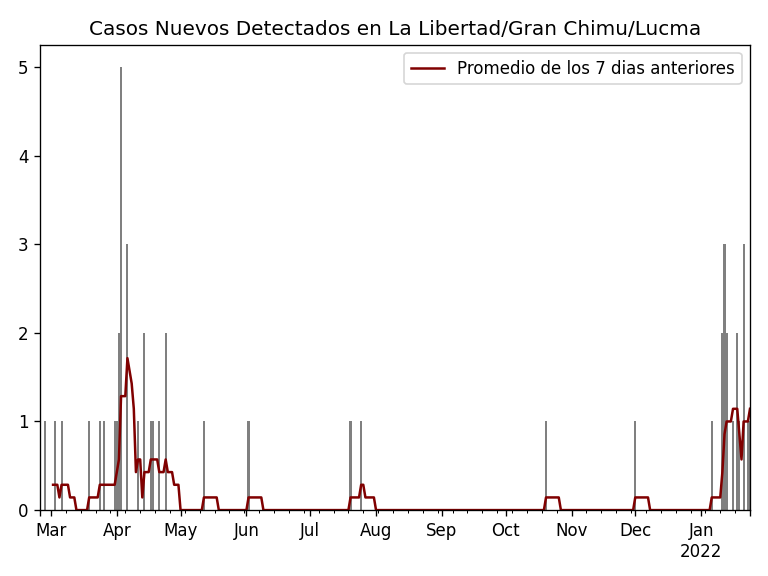 Casos Nuevos Detectados en La Libertad/Gran Chimu/Lucma
Promedio de los 7 dias anteriores
5
4
3
2
1
0
Mar Apr May Jun Jul Aug Sep Oct Nov Dec Jan
2022